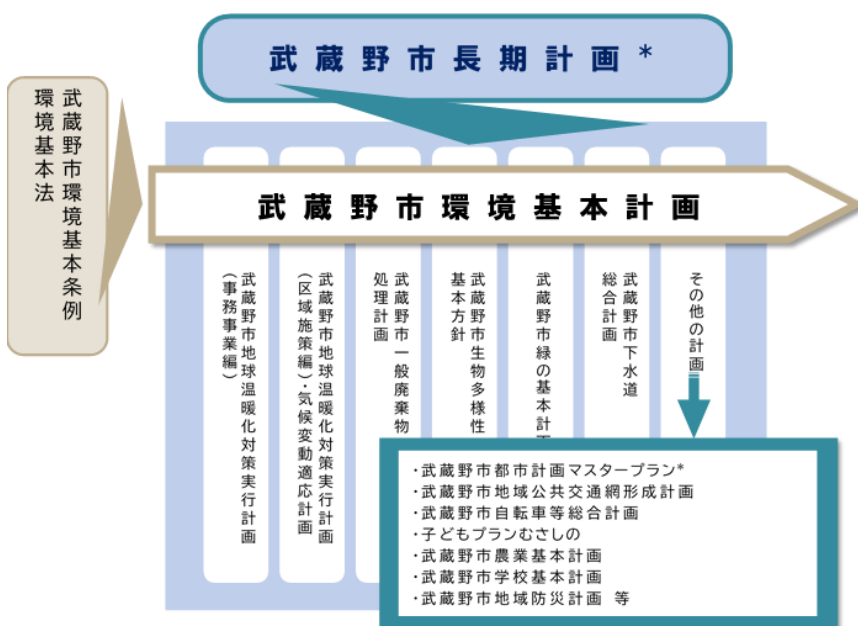 武蔵野市長期計画*
武蔵野市環境基本条例
環境基本法
武蔵野市環境基本計画
武蔵野市地球温暖化対策実行計画
(事務事業編)
武蔵野市地球温暖化対策実行計画
(区域施策編)・気候変動適応計画
武蔵野市一般廃棄物
処理計画
武蔵野市生物多様性
基本方針
武蔵野市緑の基本計画
武蔵野市下水道
総合計画
その他の計画
・武蔵野市都市計画マスタープラン*
・武蔵野市地域公共交通網形成計画
・武蔵野市自転車等総合計画
・子どもプランむさしの
・武蔵野市農業基本計画
・武蔵野市学校基本計画
・武蔵野市地域防災計画 等